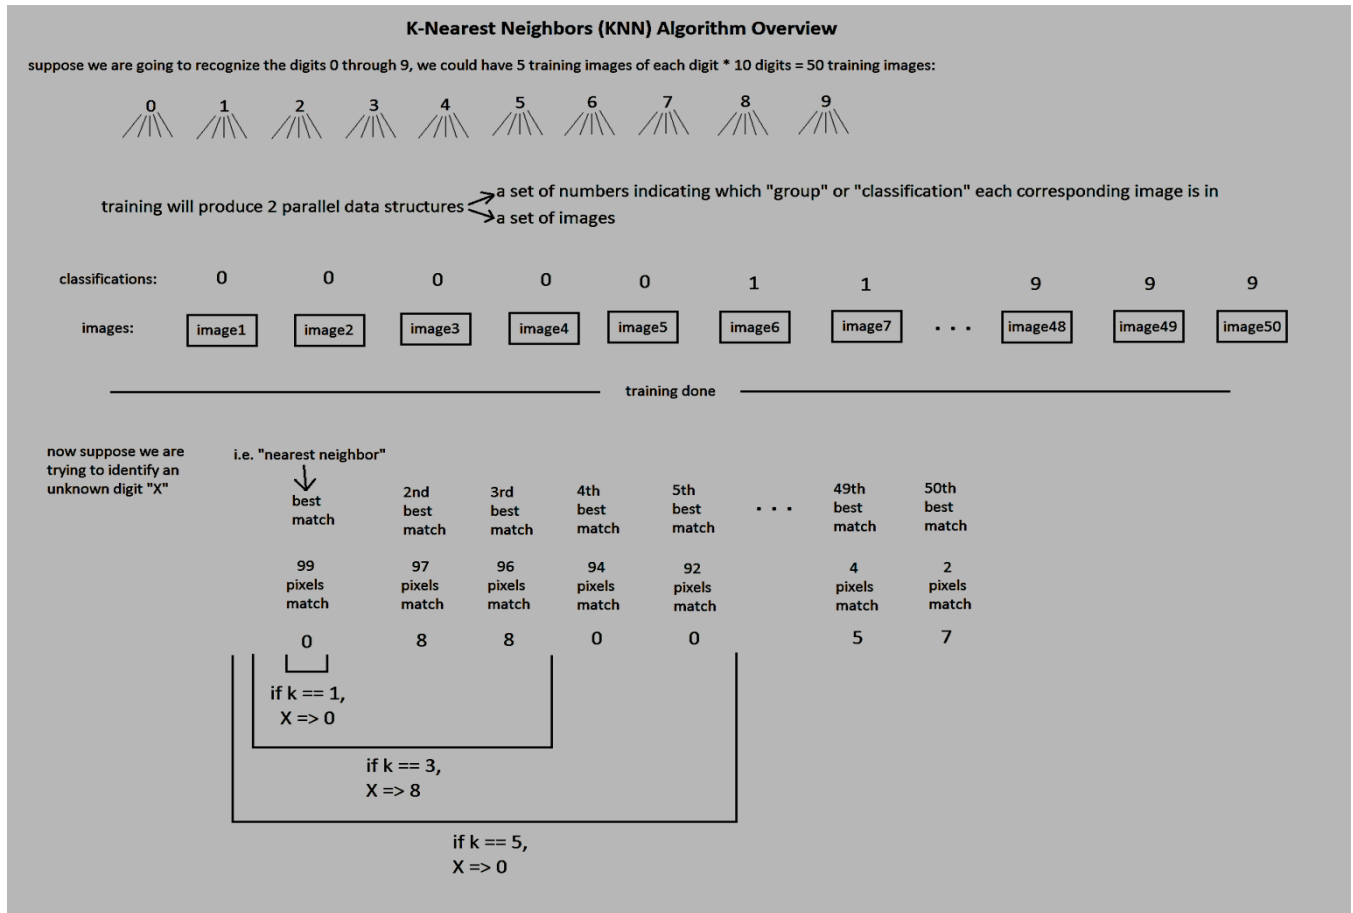 K-Nearest Neighbors (KNN) Algorithm Overview
suppose we are going to recognize the digits 0 through 9, we could have 5 training images of each digit * 10 digits = 50 training images:
0 1 2 3 4 5 6 7 8 9
training will produce 2 parallel data structures
a set of numbers indicating which "group" or "classification" each corresponding image is in
a set of images
classifications: 0 0 0 0 0 1 1 9 9 9
images: image1 image2 image3 image4 image5 image6 image7 . . . image48 image49 image50
training done
now suppose we are
trying to identify an
unknown digit "X"
i.e. "nearest neighbor"
best
match
2nd
best
match
3rd
best
match
4th
best
match
5th
best
match
. . .
49th
best
match
50th
best
match
99
pixels
match
97
pixels
match
96
pixels
match
94
pixels
match
92
pixels
match
4
pixels
match
2
pixels
match
0 8 8 0 0 5 7
if k == 1,
X => 0
if k == 3,
X => 8
if k == 5,
X => 0